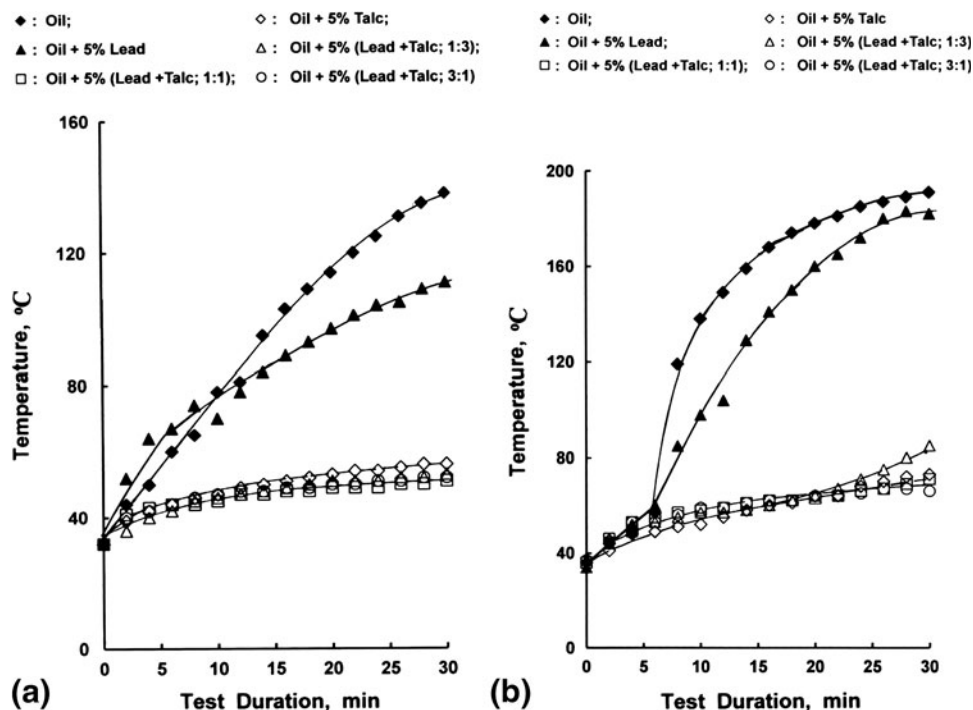 ◆ : Oil;
◇ : Oil + 5% Talc;
▲ : Oil + 5% Lead
△ : Oil + 5% (Lead +Talc; 1:3);
□ : Oil + 5% (Lead +Talc; 1:1);
○ : Oil + 5% (Lead +Talc; 3:1)
160
120
80
40
0
Temperature, ºC
0 5 10 15 20 25 30
Test Duration, min
(a)
◆ : Oil;
◇ : Oil + 5% Talc
▲ : Oil + 5% Lead;
△ : Oil + 5% (Lead +Talc; 1:3)
□ : Oil + 5% (Lead +Talc; 1:1);
○ : Oil + 5% (Lead +Talc; 3:1)
200
160
120
80
40
0
Temperature, ºC
0 5 10 15 20 25 30
Test Duration, min
(b)